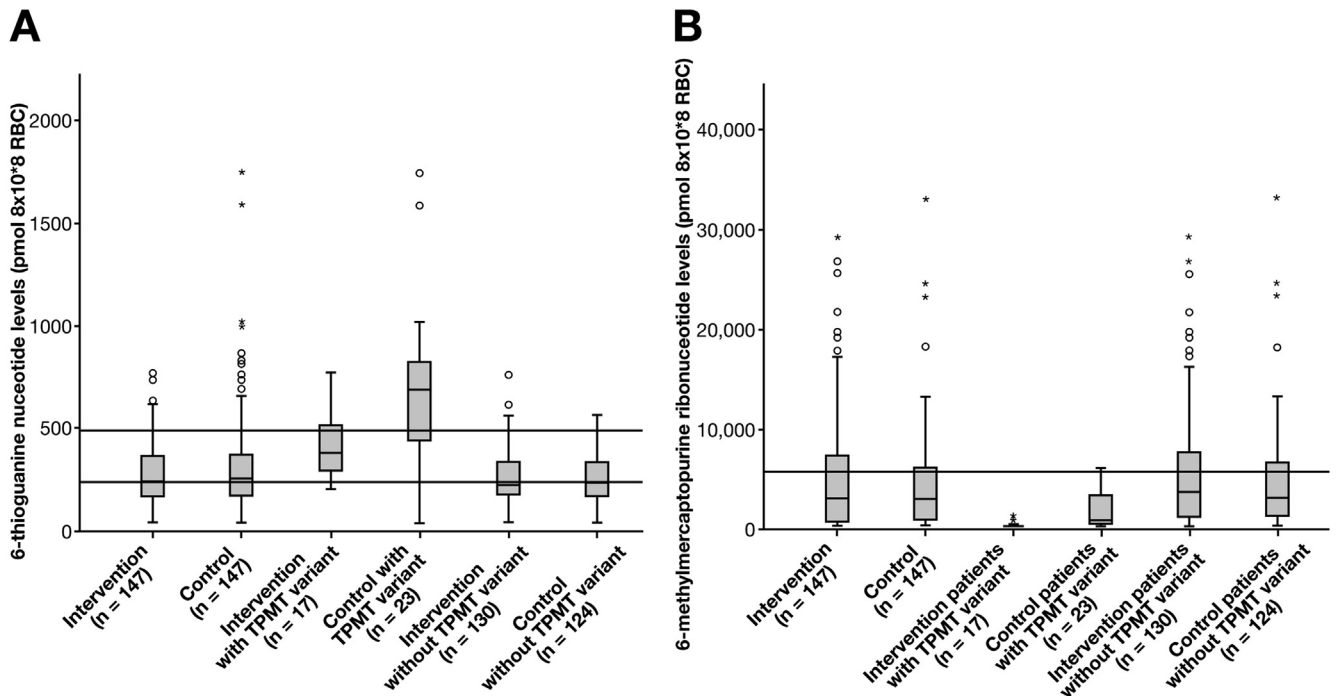 A
6-thioguanine nuceotide levels (pmol 8x10*8 RBC)
2000
1500
1000
500
0
Intervention
(n = 147)
Control
(n = 147)
Intervention
with TPMT variant
(n = 17)
Control with
TPMT variant
(n = 23)
Intervention
without TPMT variant
(n = 130)
Control
without TPMT variant
(n = 124)
B
6-methylmercaptopurine ribonuceotide levels (pmol 8x10*8 RBC)
40,000
30,000
20,000
10,000
0
Intervention
(n = 147)
Control
(n = 147)
Intervention patients
with TPMT variant
(n = 17)
Control patients
with TPMT variant
(n = 23)
Intervention patients
without TPMT variant
(n = 130)
Control patients
without TPMT variant
(n = 124)